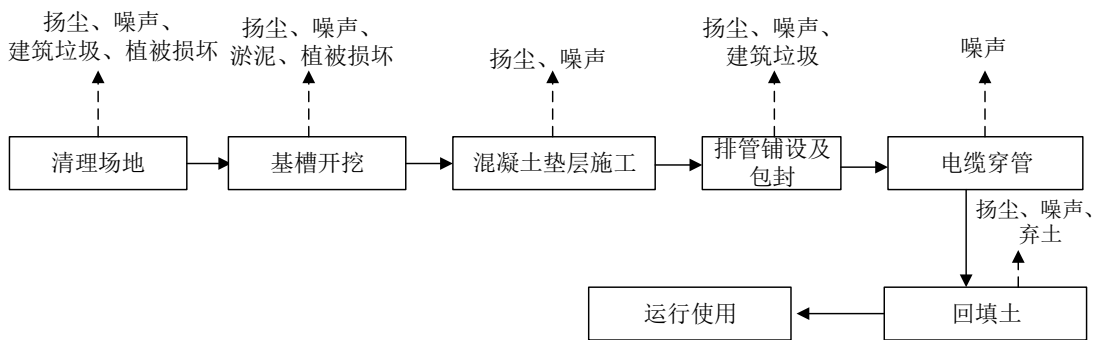 扬尘、噪声、
建筑垃圾、植被损坏
扬尘、噪声、
淤泥、植被损坏
扬尘、噪声
扬尘、噪声、
建筑垃圾
噪声
清理场地
基槽开挖
混凝土垫层施工
排管铺设及
包封
电缆穿管
扬尘、噪声、
弃土
运行使用
回填土